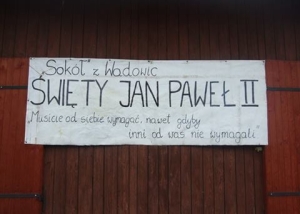 „Sokół" z Wadowic
ŚWIĘTY JAN PAWEŁ II
„Musicie od siebie wymagać, nawet gdyby
inni od was nie wymagali"